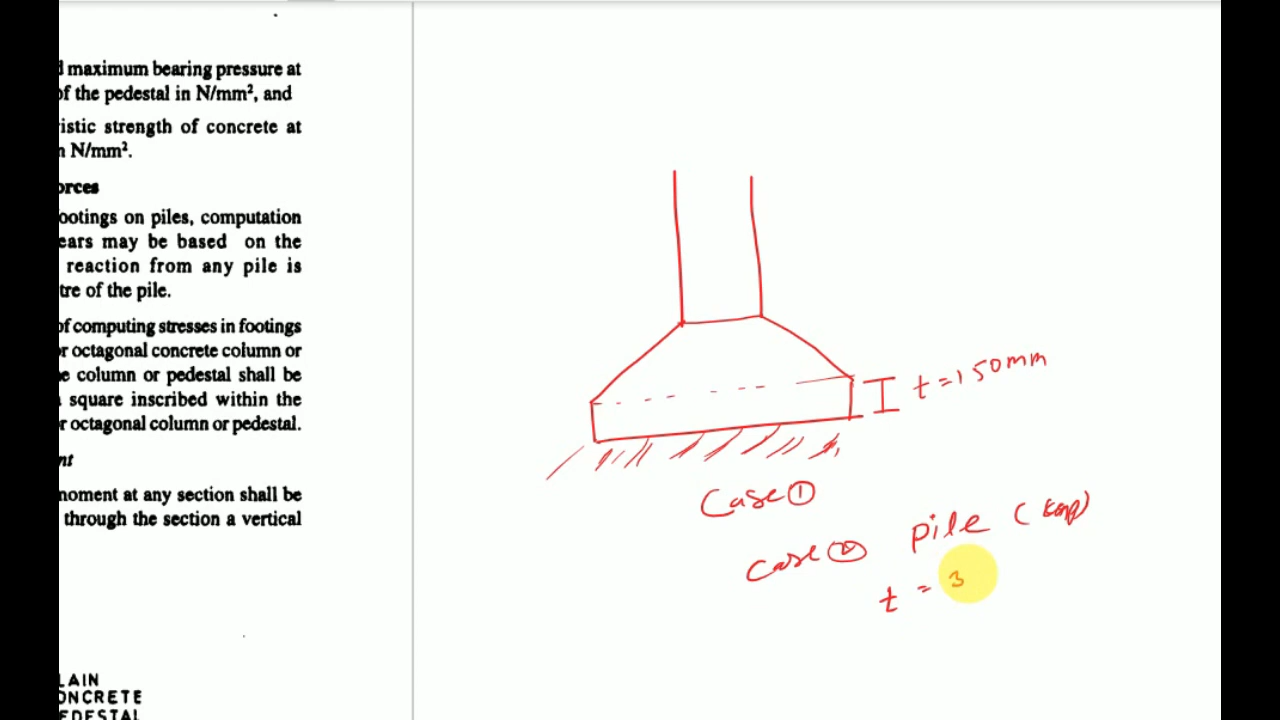 maximum bearing pressure at
of the pedestal in N/mm², and
ristic strength of concrete at
N/mm².
orces
ootings on piles, computation
ears may be based on the
reaction from any pile is
tre of the pile.
of computing stresses in footings
r octagonal concrete column or
e column or pedestal shall be
square inscribed within the
r octagonal column or pedestal.
nt
noment at any section shall be
through the section a vertical
LAIN
ONCRETE
EDESTAL
t=150mm
Case ①
case ② pile
t = 3